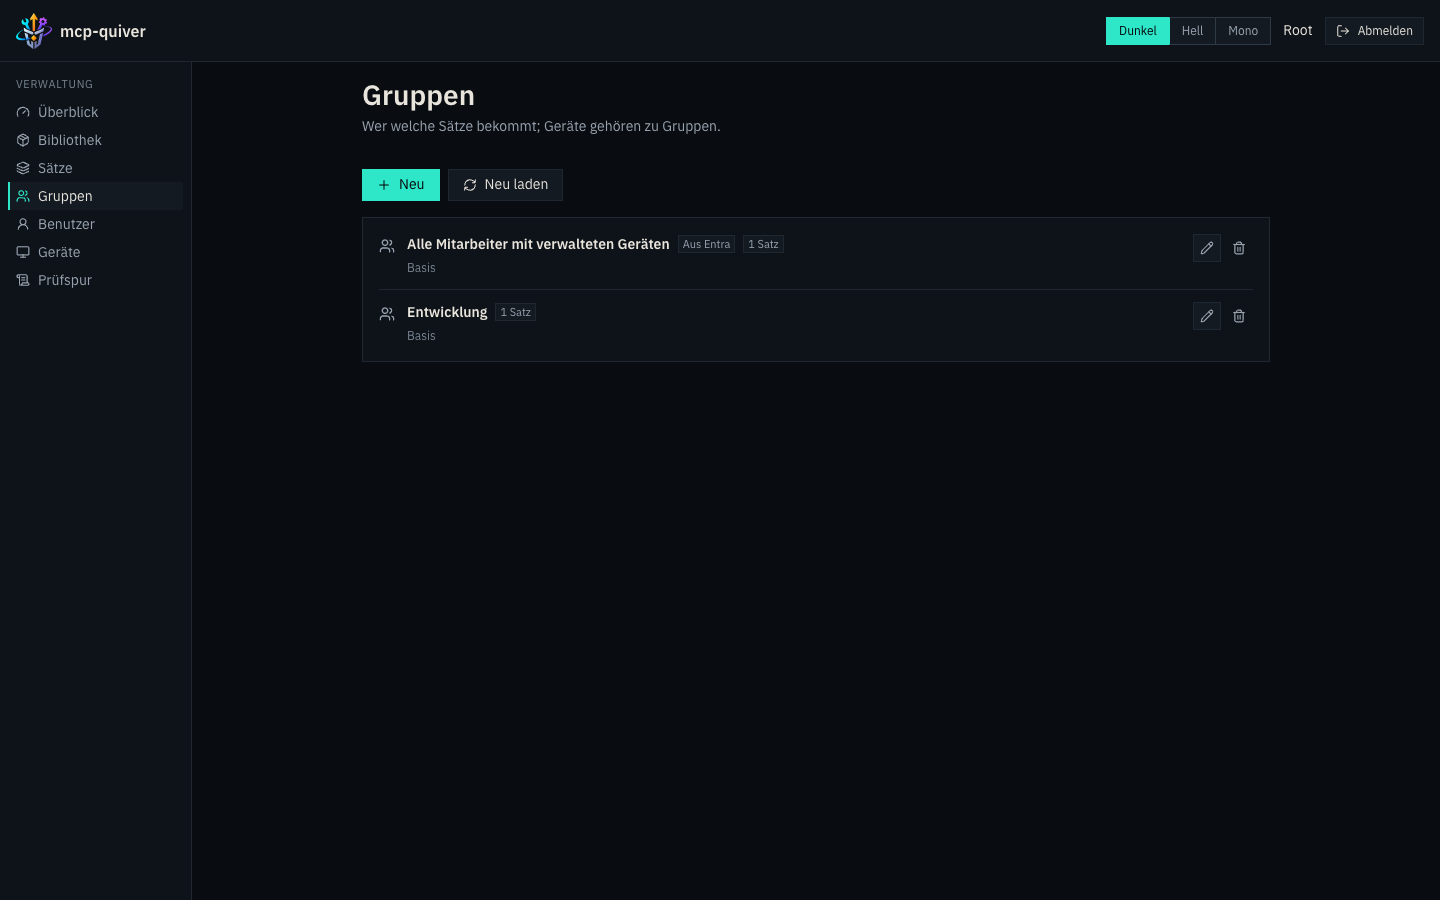 mcp-quiver
Dunkel Hell Mono Root Abmelden
VERWALTUNG
Überblick
Bibliothek
Sätze
Gruppen
Benutzer
Geräte
Prüfspur
Gruppen
Wer welche Sätze bekommt; Geräte gehören zu Gruppen.
Neu Neu laden
Alle Mitarbeiter mit verwalteten Geräten Aus Entra 1 Satz
Basis
Entwicklung 1 Satz
Basis